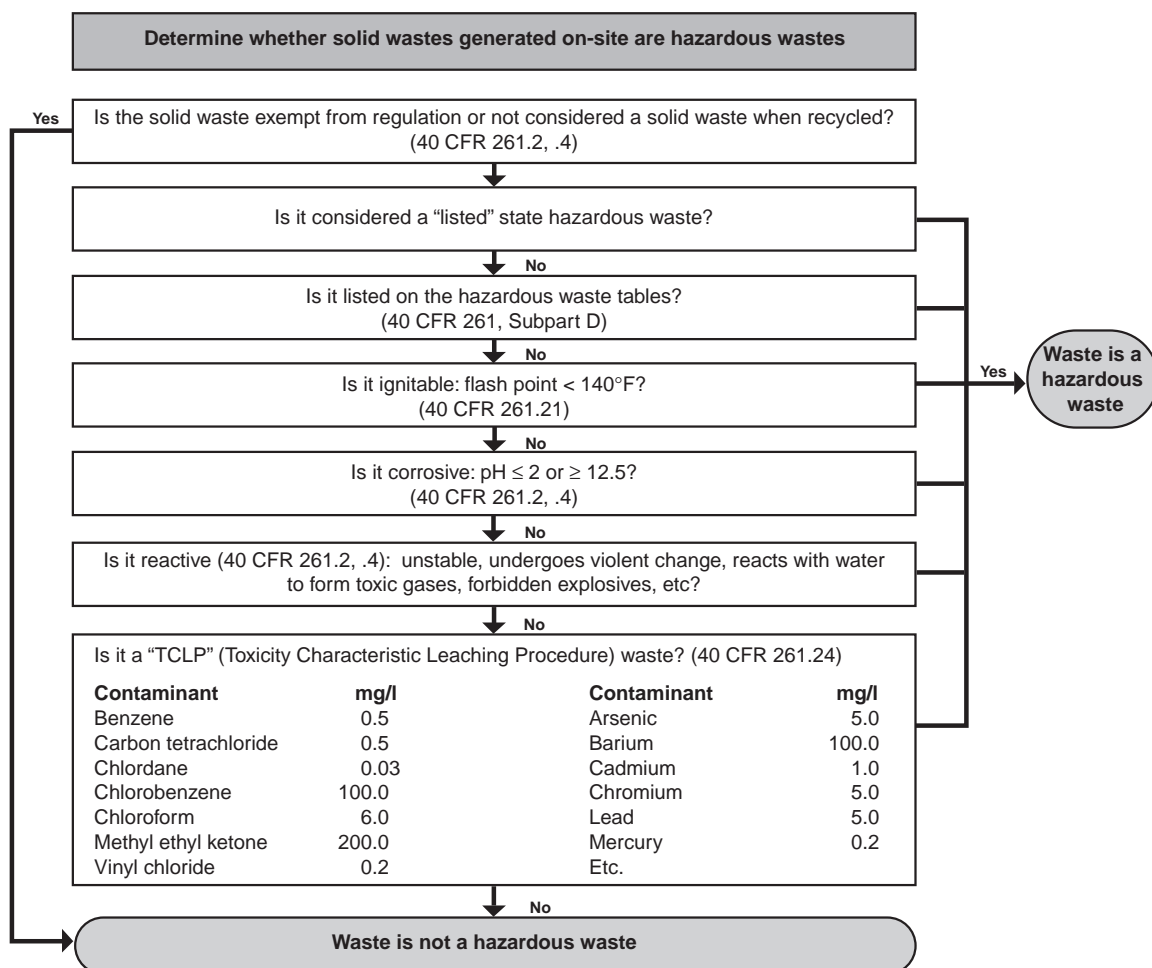 Determine whether solid wastes generated on-site are hazardous wastes
Yes
Is the solid waste exempt from regulation or not considered a solid waste when recycled?
(40 CFR 261.2, .4)
Is it considered a “listed” state hazardous waste?
No
Is it listed on the hazardous waste tables?
(40 CFR 261, Subpart D)
No
Is it ignitable: flash point < 140°F?
(40 CFR 261.21)
Yes
Waste is a
hazardous
waste
No
Is it corrosive: pH ≤ 2 or ≥ 12.5?
(40 CFR 261.2, .4)
No
Is it reactive (40 CFR 261.2, .4): unstable, undergoes violent change, reacts with water
to form toxic gases, forbidden explosives, etc?
No
Is it a “TCLP” (Toxicity Characteristic Leaching Procedure) waste? (40 CFR 261.24)
Contaminant mg/l Contaminant mg/l
Benzene 0.5 Arsenic 5.0
Carbon tetrachloride 0.5 Barium 100.0
Chlordane 0.03 Cadmium 1.0
Chlorobenzene 100.0 Chromium 5.0
Chloroform 6.0 Lead 5.0
Methyl ethyl ketone 200.0 Mercury 0.2
Vinyl chloride 0.2 Etc.
No
Waste is not a hazardous waste